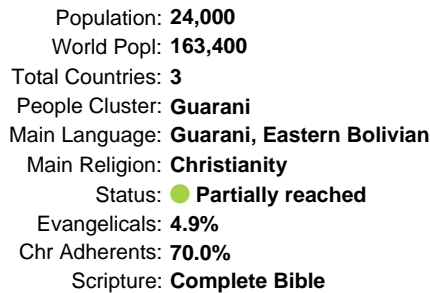 Population: 24,000
World Popl: 163,400
Total Countries: 3
People Cluster: Guarani
Main Language: Guarani, Eastern Bolivian
Main Religion: Christianity
Status: Partially reached
Evangelicals: 4.9%
Chr Adherents: 70.0%
Scripture: Complete Bible